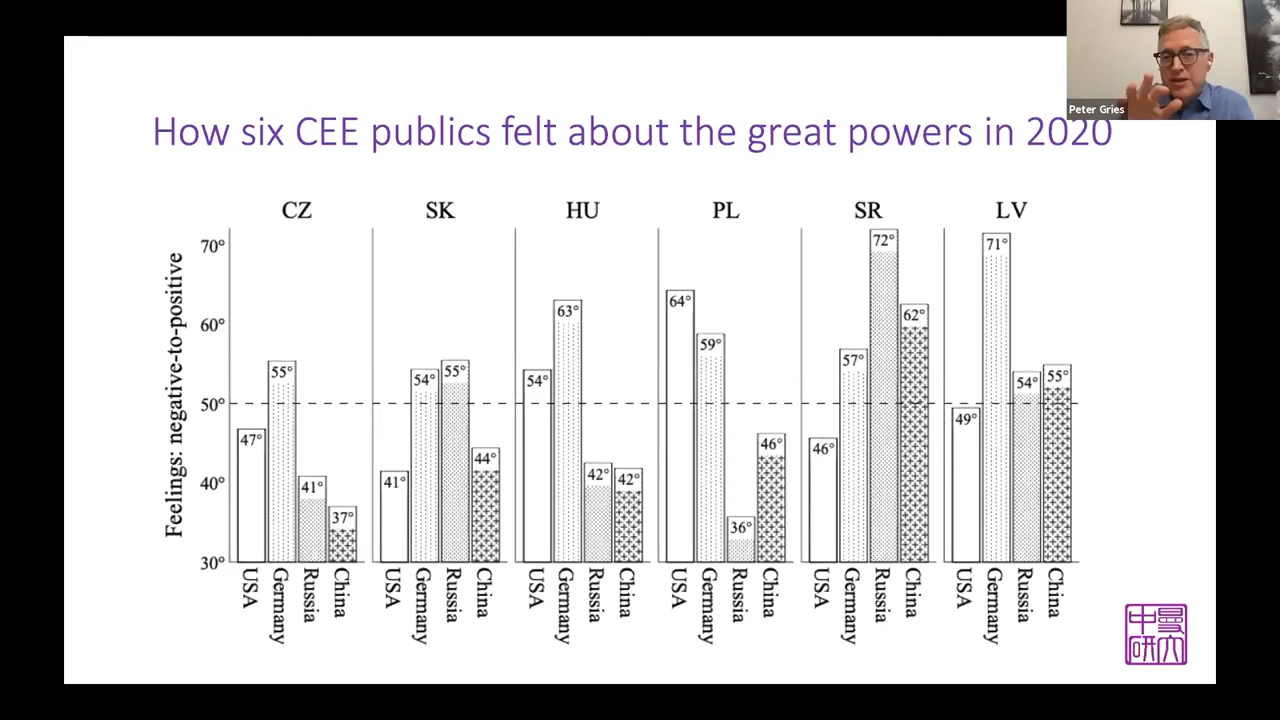 Peter Gries
How six CEE publics felt about the great powers in 2020
CZ SK HU PL SR LV
Feelings: negative-to-positive
70°
60°
50°
40°
30°
47° 55° 41° 37°
41° 54° 55° 44°
54° 63° 42° 42°
64° 59° 36° 46°
46° 57° 72° 62°
49° 71° 54° 55°
USA Germany Russia China
USA Germany Russia China
USA Germany Russia China
USA Germany Russia China
USA Germany Russia China
USA Germany Russia China
中曼
研究